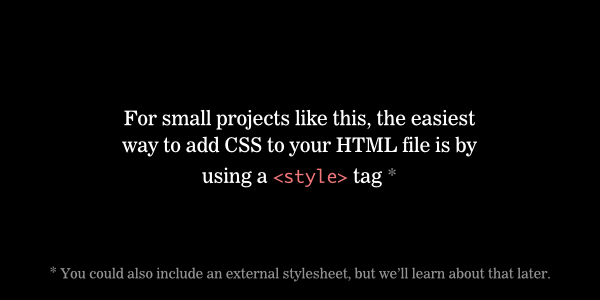 For small projects like this, the easiest
way to add CSS to your HTML file is by
using a <style> tag *
* You could also include an external stylesheet, but we’ll learn about that later.